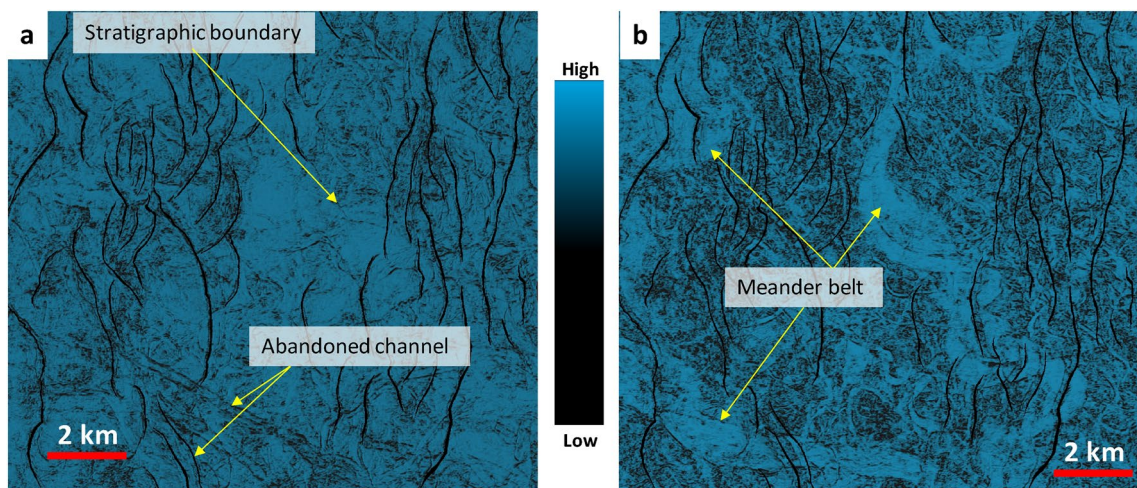 a
Stratigraphic boundary
Abandoned channel
2 km
High
Low
b
Meander belt
2 km